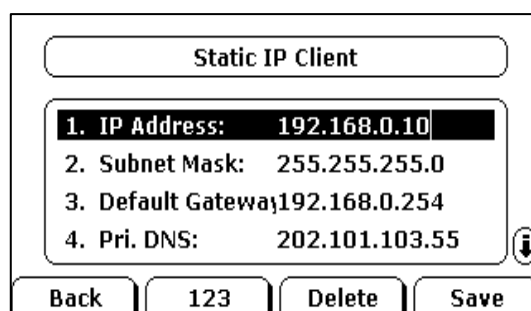 Static IP Client
1. IP Address: 192.168.0.10
2. Subnet Mask: 255.255.255.0
3. Default Gateway 192.168.0.254
4. Pri. DNS: 202.101.103.55
Back 123 Delete Save